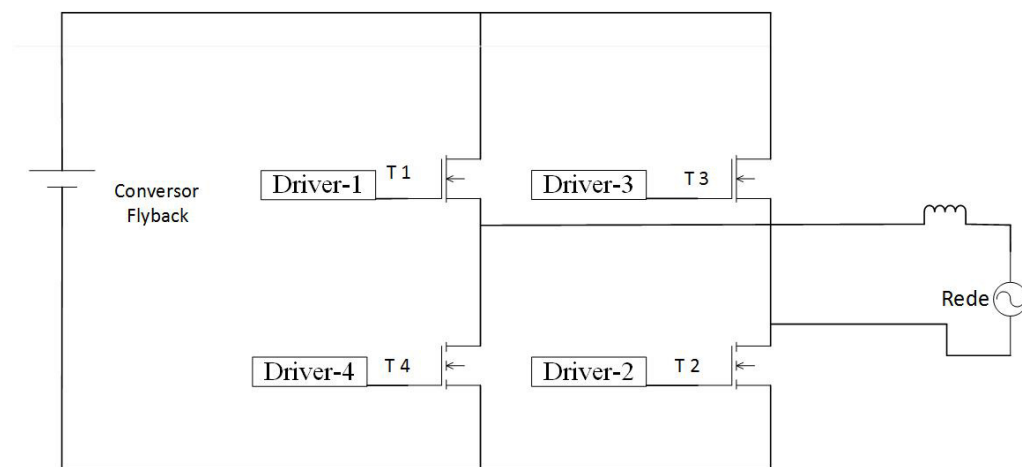 T 1
Driver-1
T 3
Driver-3
Conversor
Flyback
Rede
T 4
Driver-4
T 2
Driver-2